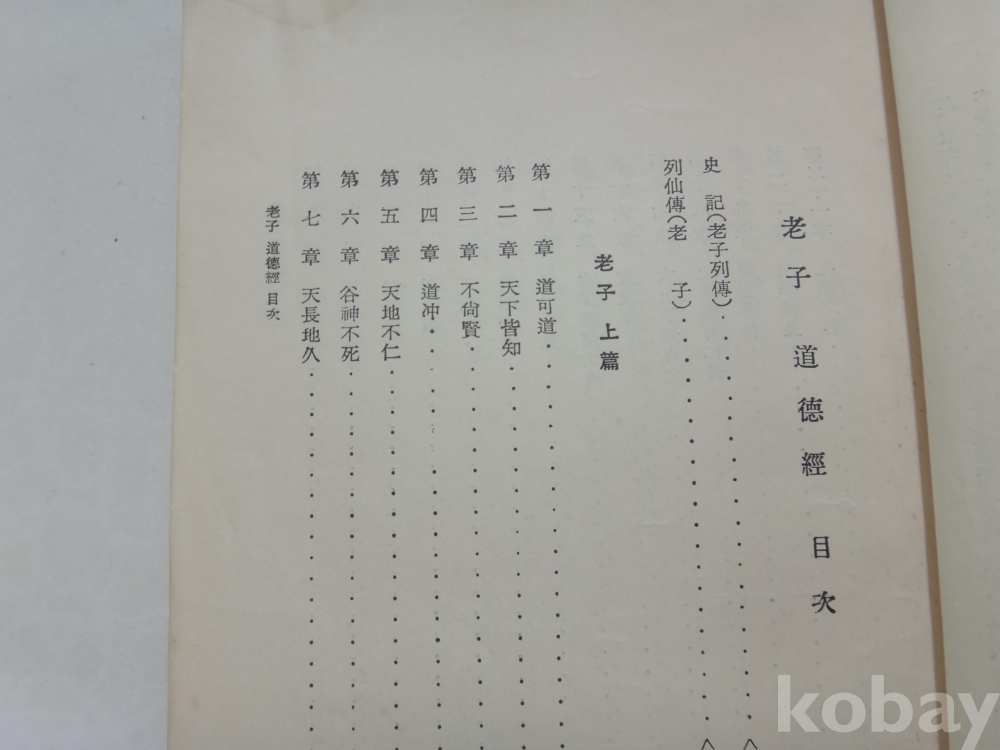 老子 道德經 目次
史 記(老子列傳)
列仙傳(老 子)
老子 上篇
第一章 道可道
第二章 天下皆知
第三章 不尙賢
第四章 道冲
第五章 天地不仁
第六章 谷神不死
第七章 天長地久
老子 道德經 目次
kobay